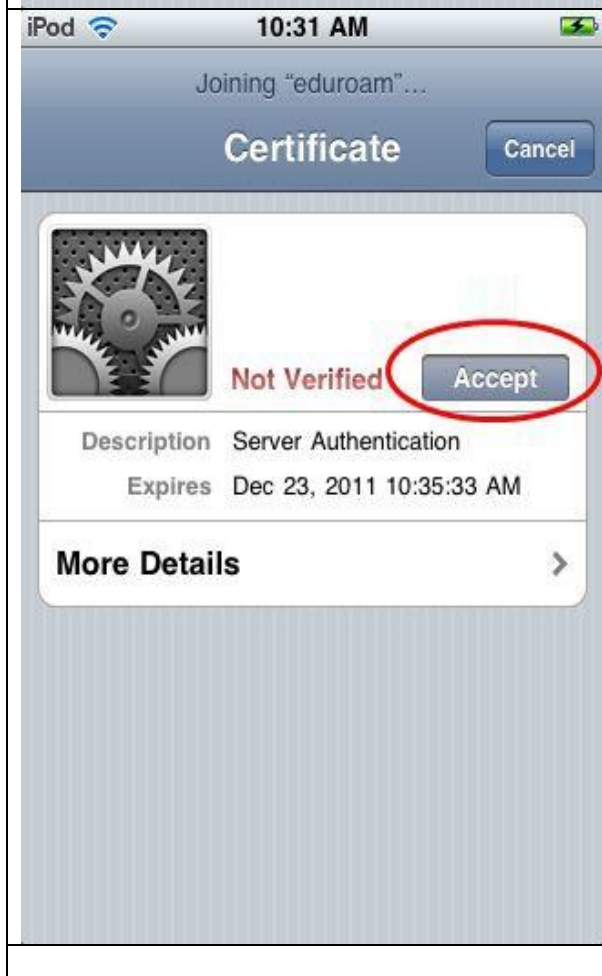 iPod 10:31 AM
Joining “eduroam”...
Certificate
Cancel
Not Verified
Accept
Description Server Authentication
Expires Dec 23, 2011 10:35:33 AM
More Details